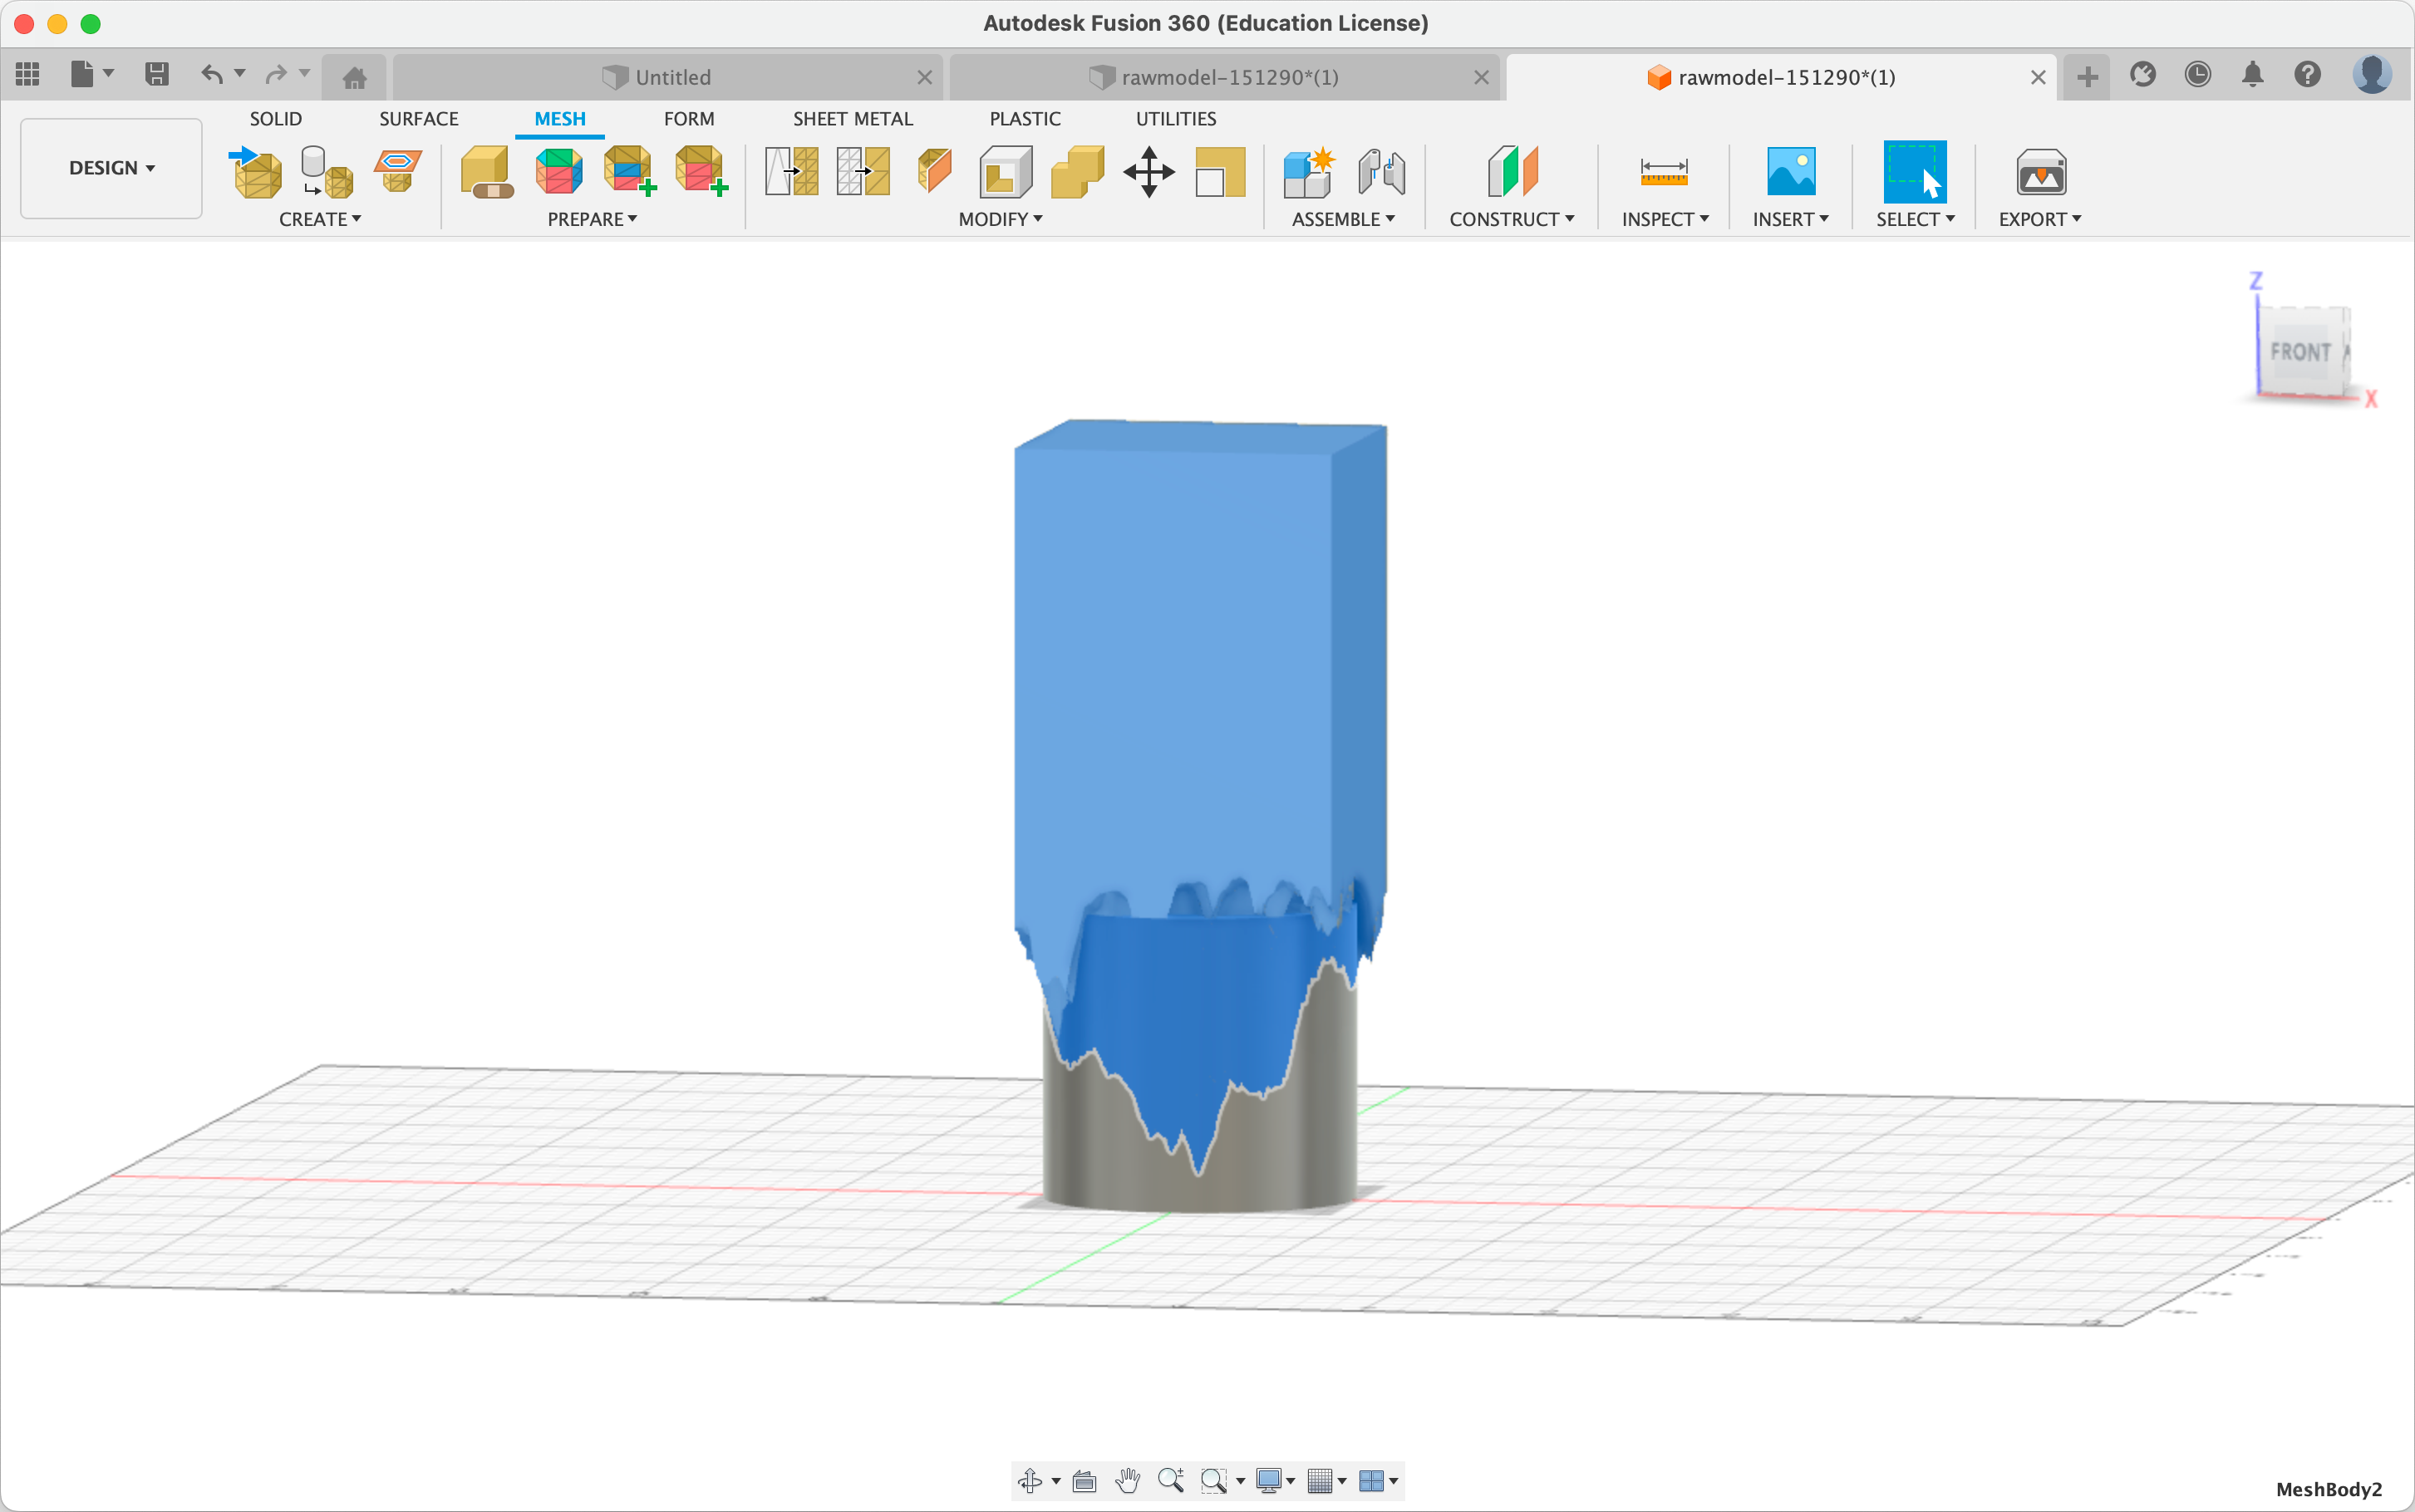 Autodesk Fusion 360 (Education License)
Untitled
rawmodel-151290*(1)
rawmodel-151290*(1)
SOLID
SURFACE
MESH
FORM
SHEET METAL
PLASTIC
UTILITIES
DESIGN
CREATE
PREPARE
MODIFY
ASSEMBLE
CONSTRUCT
INSPECT
INSERT
SELECT
EXPORT
Z
FRONT
X
MeshBody2